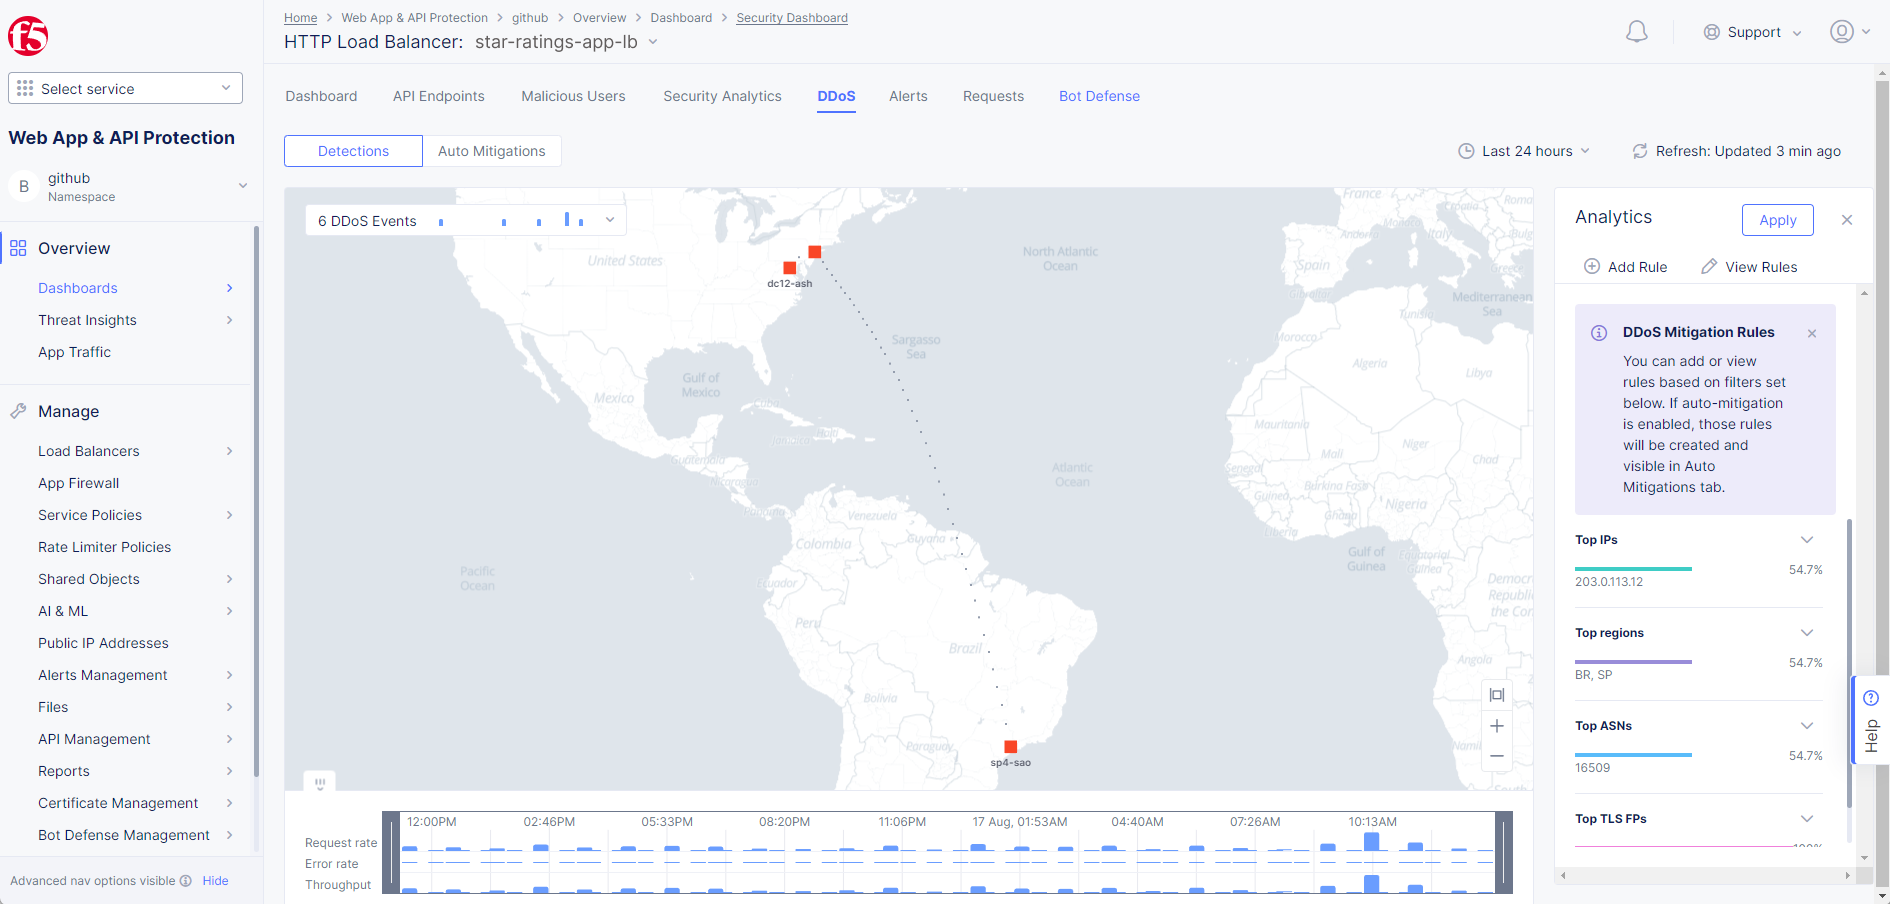 Home > Web App & API Protection > github > Overview > Dashboard > Security Dashboard
HTTP Load Balancer: star-ratings-app-lb
Support
f5
Select service
Web App & API Protection
B
github
Namespace
Overview
Dashboards
Threat Insights
App Traffic
Manage
Load Balancers
App Firewall
Service Policies
Rate Limiter Policies
Shared Objects
AI & ML
Public IP Addresses
Alerts Management
Files
API Management
Reports
Certificate Management
Bot Defense Management
Advanced nav options visible Hide
Dashboard API Endpoints Malicious Users Security Analytics DDoS Alerts Requests Bot Defense
Detections Auto Mitigations
Last 24 hours
Refresh: Updated 3 min ago
6 DDoS Events
United States
dc12-ash
North Atlantic
Ocean
Sargasso
Sea
Gulf of
Mexico
Mexico
Cuba
Guatemala
Nicaragua
Panama
Venezuela
Colombia
Guyana
Ecuador
Peru
Brazil
Bolivia
Paraguay
sp4-sao
Pacific
Ocean
Atlantic
Ocean
France
Andorra
Italy
Spain
Gibraltar
Greece
Mediterranean
Sea
Tunisia
Morocco
Algeria
Libya
Mauritania
Mali
Niger
Chad
Senegal
Burkina Faso
Guinea
Ghana
Nigeria
Liberia
Gulf of
Guinea
Equatorial
Guinea
Democ
Republi
the Con
Angola
Nami
South
12:00PM 02:46PM 05:33PM 08:20PM 11:06PM 17 Aug, 01:53AM 04:40AM 07:26AM 10:13AM
Request rate
Error rate
Throughput
Analytics
Apply
Add Rule
View Rules
DDoS Mitigation Rules
You can add or view
rules based on filters set
below. If auto-mitigation
is enabled, those rules
will be created and
visible in Auto
Mitigations tab.
Top IPs
54.7%
203.0.113.12
Top regions
54.7%
BR, SP
Top ASNs
54.7%
16509
Top TLS FPs
100%
Help